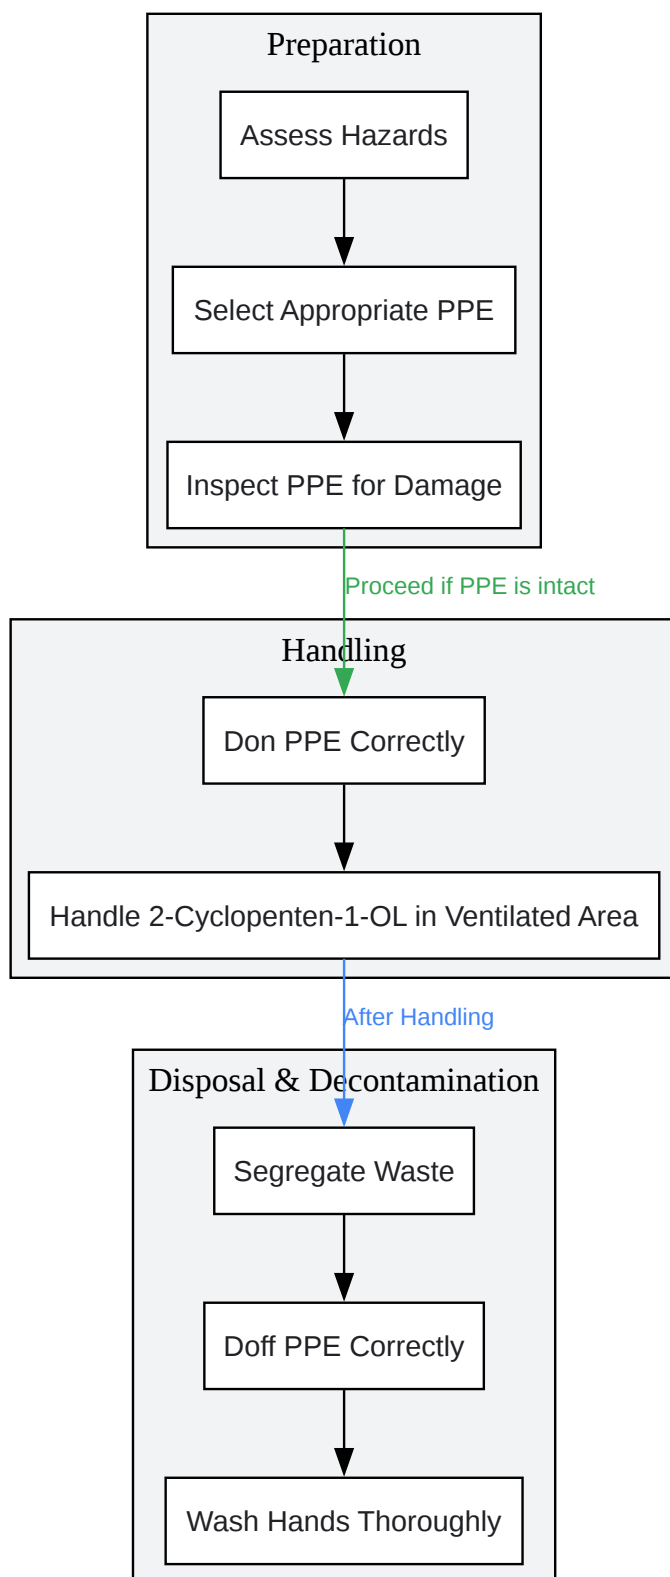 Preparation
Assess Hazards
Select Appropriate PPE
Inspect PPE for Damage
Proceed if PPE is intact
Handling
Don PPE Correctly
Handle 2-Cyclopenten-1-OL in Ventilated Area
After Handling
Disposal & Decontamination
Segregate Waste
Doff PPE Correctly
Wash Hands Thoroughly